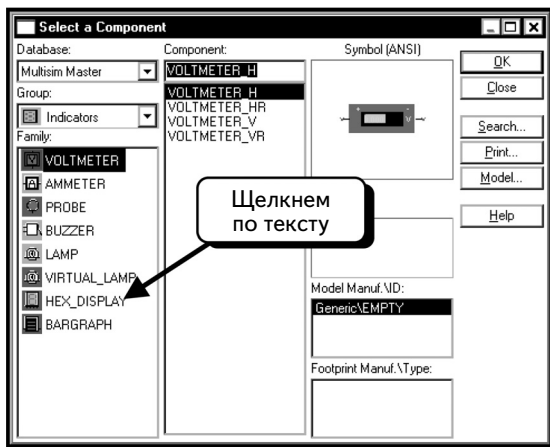 Select a Component
Database:
Multisim Master
Group:
Indicators
Family:
VOLTMETER
AMMETER
PROBE
BUZZER
LAMP
VIRTUAL_LAMP
HEX_DISPLAY
BARGRAPH
Component:
VOLTMETER_H
VOLTMETER_H
VOLTMETER_HR
VOLTMETER_V
VOLTMETER_VR
Щелкнем
по тексту
Symbol (ANSI)
Model Manuf.\ID:
Generic\EMPTY
Footprint Manuf.\Type:
OK
Close
Search...
Print...
Model...
Help